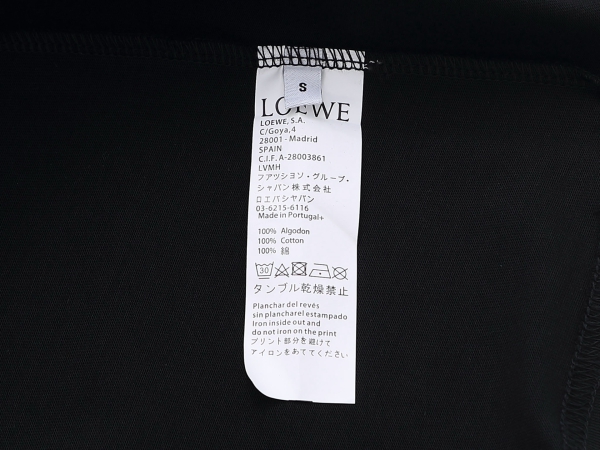 S
LOEWE
LOEWE, S.A.
C/Goya,4
28001 - Madrid
SPAIN
C.I.F. A-28003861
LVMH
フアツション・グループ・
ジャパン株式会社
ロエバジヤパン
03-6215-6116
Made in Portugal+
100% Algodon
100% Cotton
100% 綿
30
タンブル乾燥禁止
Planchar del revés
sin plancharel estampado
Iron inside out and
do not iron on the print
プリント部分を避けて
アイロンをあててください